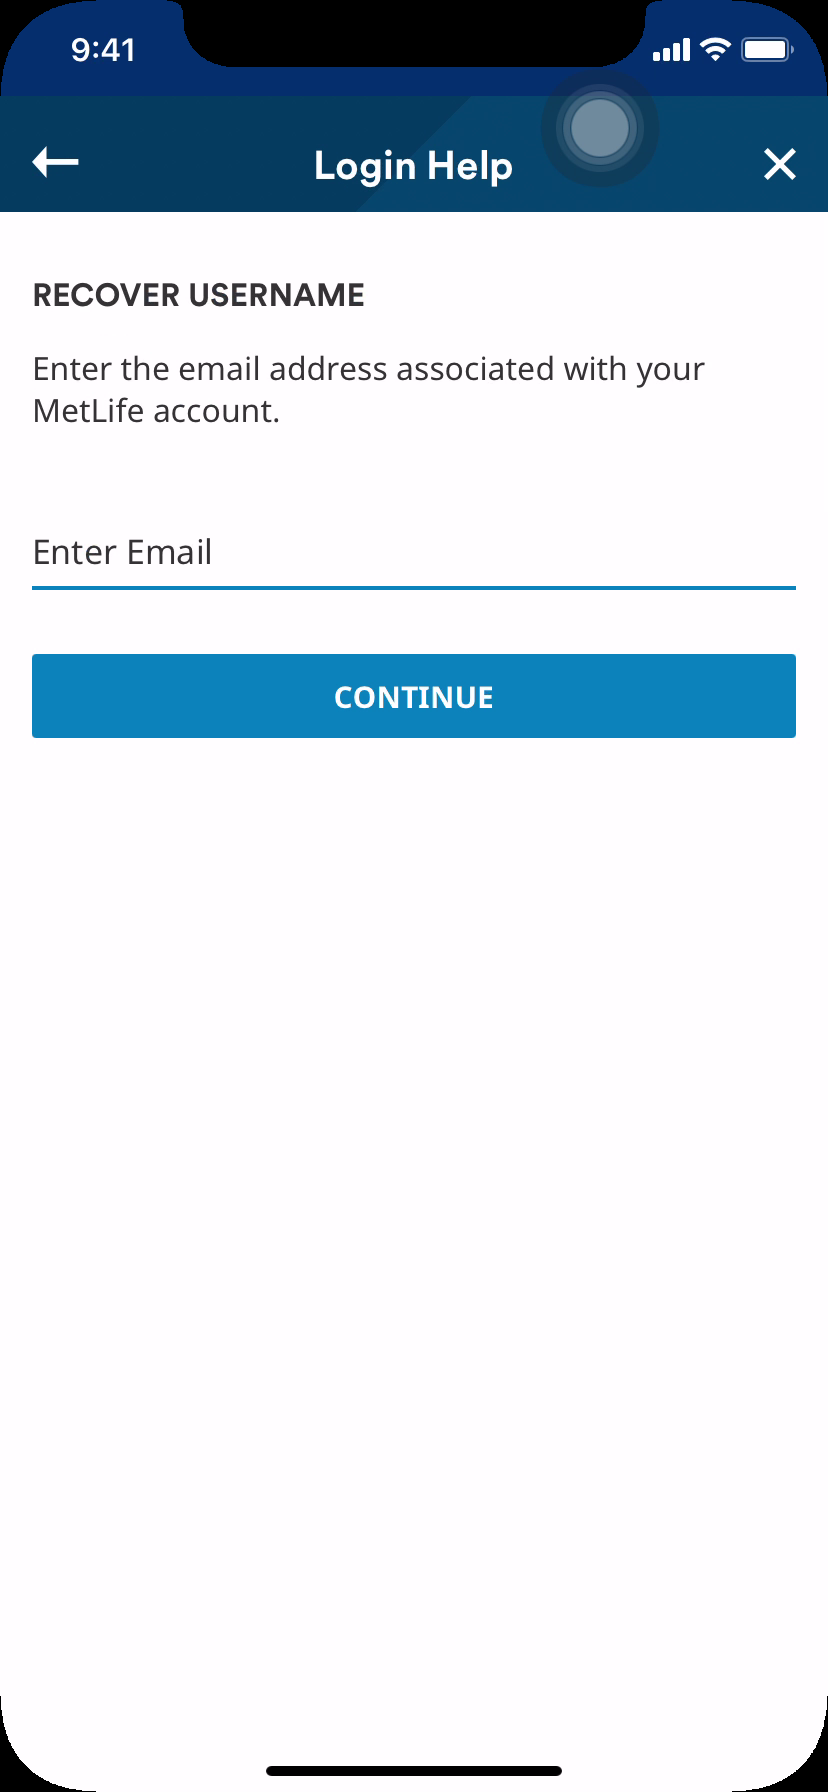 9:41
Login Help
RECOVER USERNAME
Enter the email address associated with your
MetLife account.
Enter Email
CONTINUE